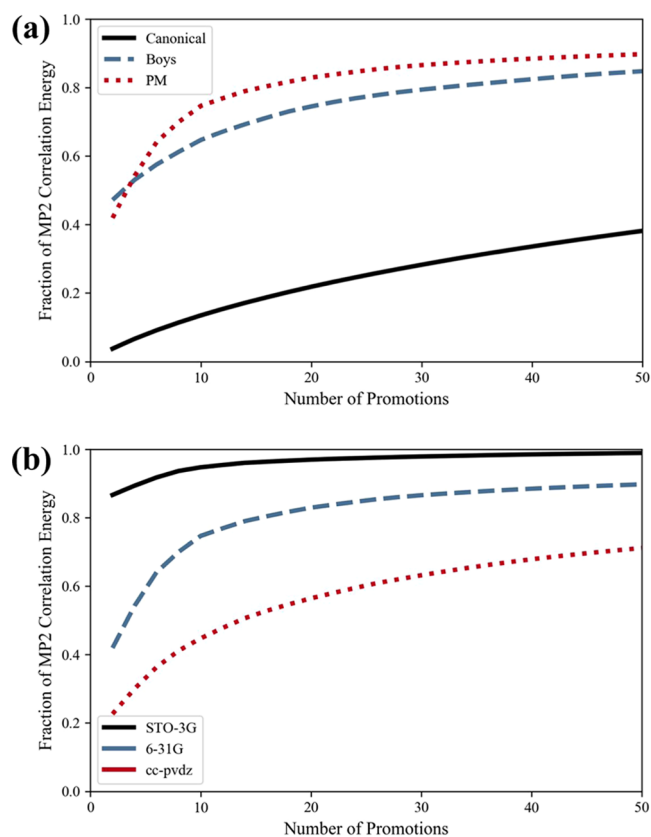 (a)
Fraction of MP2 Correlation Energy
1.0
0.8
0.6
0.4
0.2
0.0
Canonical
Boys
PM
0 10 20 30 40 50
Number of Promotions
(b)
Fraction of MP2 Correlation Energy
1.0
0.8
0.6
0.4
0.2
0.0
STO-3G
6-31G
cc-pvdz
0 10 20 30 40 50
Number of Promotions